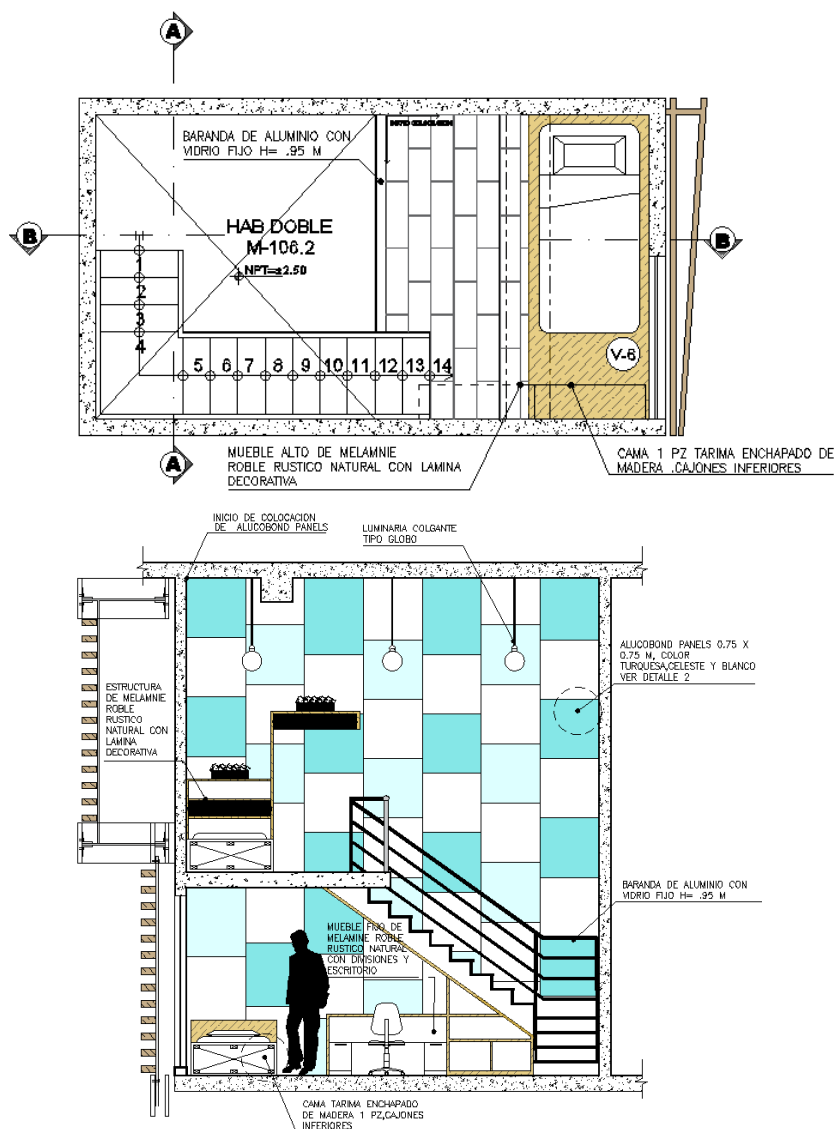 A
BARANDA DE ALUMINIO CON
VIDRIO FIJO H= .95 M
HAB DOBLE
M-106.2
NPT=±2.50
B
B
1
2
3
4
5 6 7 8 9 10 11 12 13 14
V-6
A
MUEBLE ALTO DE MELAMNIE
ROBLE RUSTICO NATURAL CON LAMINA
DECORATIVA
CAMA 1 PZ TARIMA ENCHAPADO DE
MADERA .CAJONES INFERIORES
INICIO DE COLOCACION
DE ALUCOBOND PANELS
LUMINARIA COLGANTE
TIPO GLOBO
ALUCOBOND PANELS 0.75 X
0.75 M, COLOR
TURQUESA,CELESTE Y BLANCO
VER DETALLE 2
ESTRUCTURA
DE MELAMNIE
ROBLE
RUSTICO
NATURAL CON
LAMINA
DECORATIVA
BARANDA DE ALUMINIO CON
VIDRIO FIJO H= .95 M
MUEBLE FIJO DE
MELAMINE ROBLE
RUSTICO NATURAL
CON DIVISIONES Y
ESCRITORIO
CAMA TARIMA ENCHAPADO
DE MADERA 1 PZ,CAJONES
INFERIORES